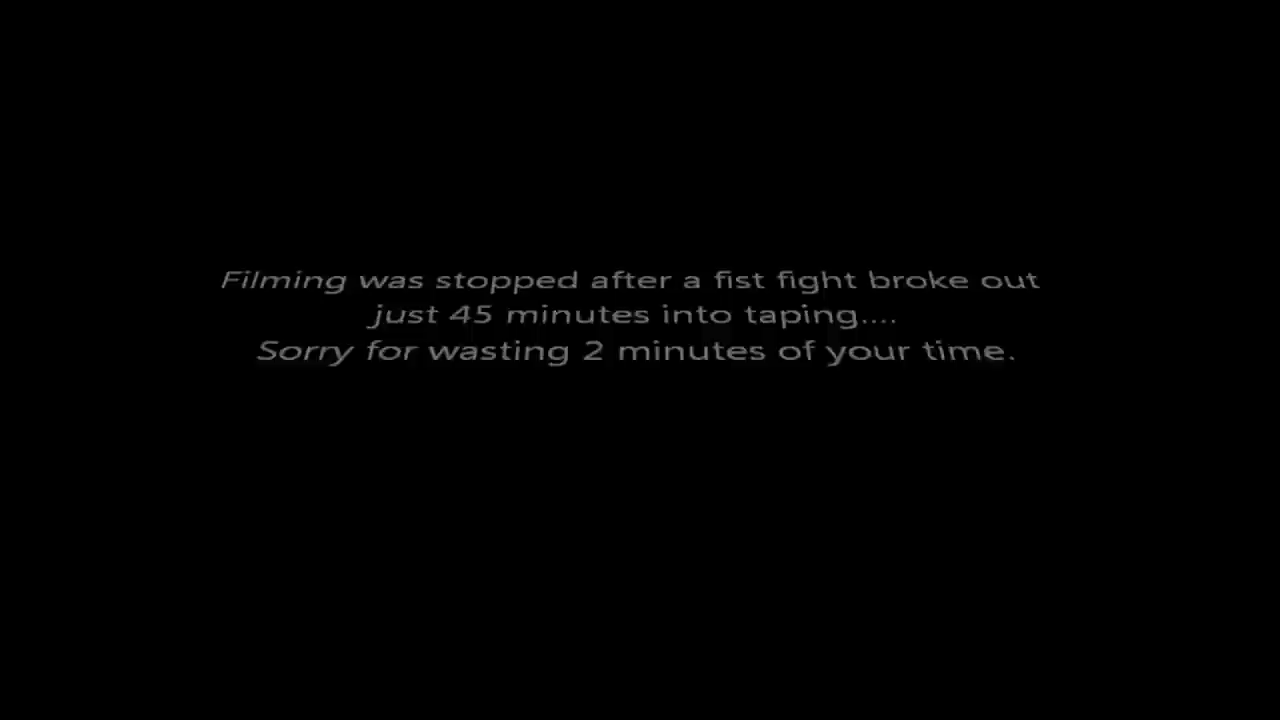 Filming was stopped after a fist fight broke out
just 45 minutes into taping....
Sorry for wasting 2 minutes of your time.